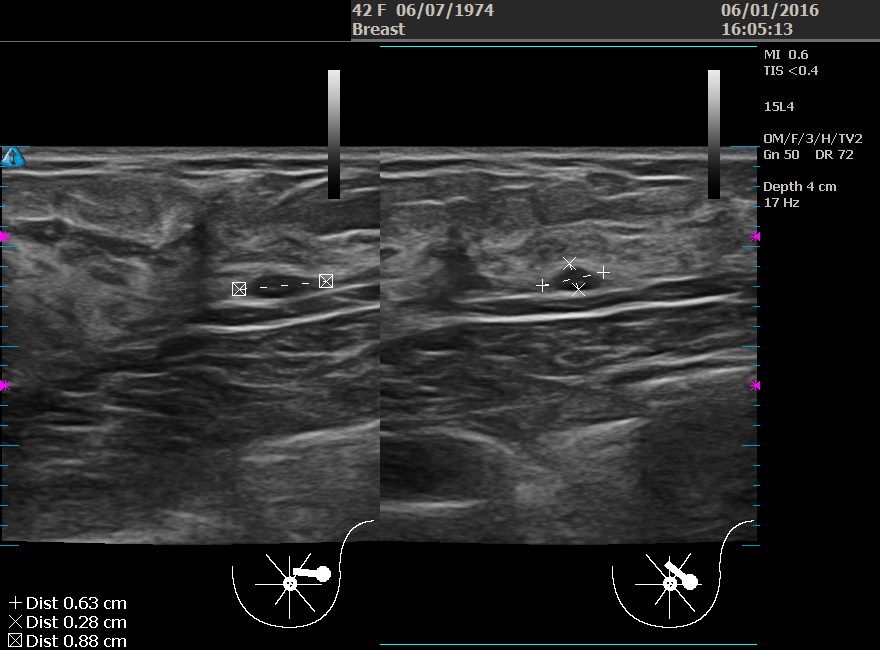 42 F 06/07/1974 06/01/2016
Breast 16:05:13
MI 0.6
TIS <0.4
15L4
OM/F/3/H/TV2
Gn 50 DR 72
Depth 4 cm
17 Hz
Dist 0.63 cm
Dist 0.28 cm
Dist 0.88 cm